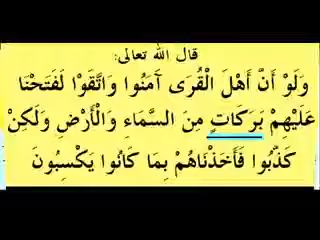 قال الله تعالى:
وَلَوْ أَنَّ أَهْلَ الْقُرَى آمَنُوا وَاتَّقَوْا لَفَتَحْنَا
عَلَيْهِمْ بَرَكَاتٍ مِنَ السَّمَاءِ وَالْأَرْضِ وَلَكِنْ
كَذَّبُوا فَأَخَذْنَاهُمْ بِمَا كَانُوا يَكْسِبُونَ